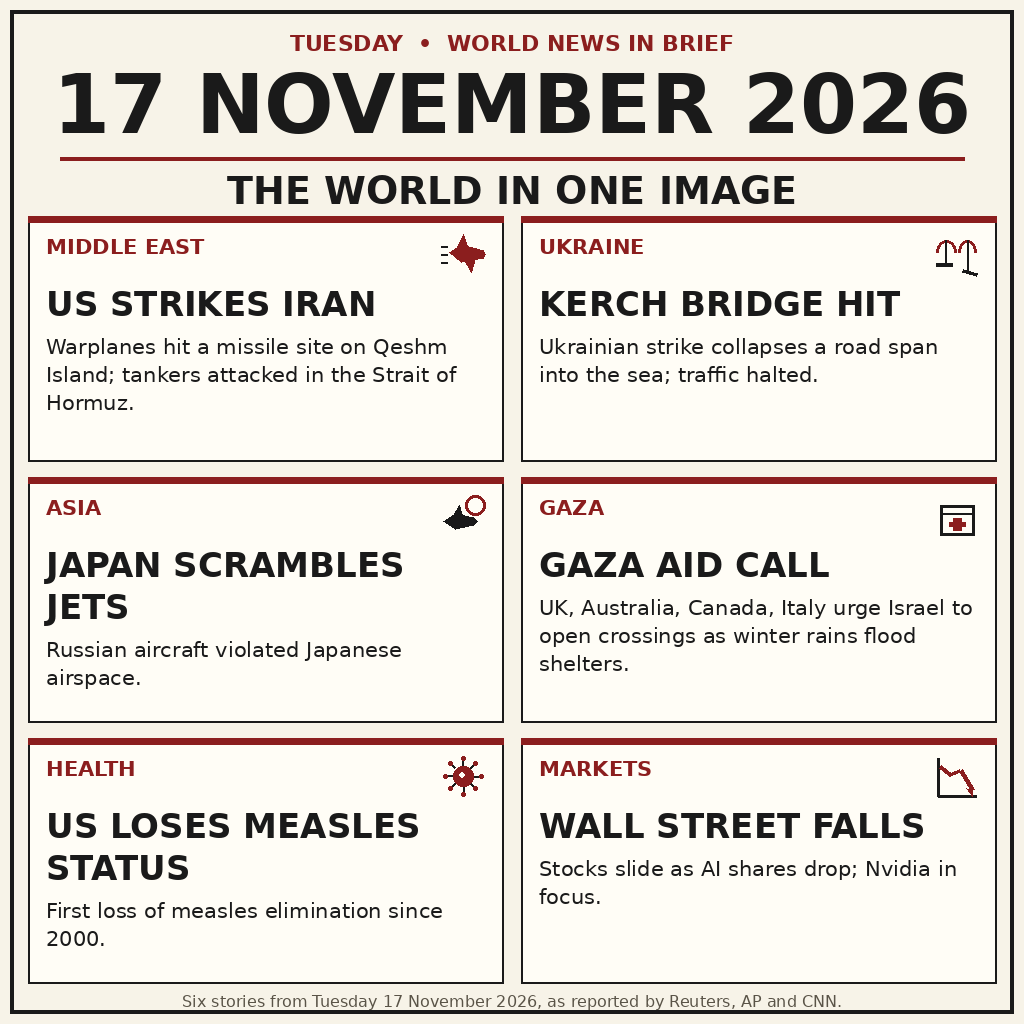 TUESDAY • WORLD NEWS IN BRIEF
17 NOVEMBER 2026
THE WORLD IN ONE IMAGE
MIDDLE EAST
US STRIKES IRAN
Warplanes hit a missile site on Qeshm
Island; tankers attacked in the Strait of
Hormuz.
UKRAINE
KERCH BRIDGE HIT
Ukrainian strike collapses a road span
into the sea; traffic halted.
ASIA
JAPAN SCRAMBLES
JETS
Russian aircraft violated Japanese
airspace.
GAZA
GAZA AID CALL
UK, Australia, Canada, Italy urge Israel to
open crossings as winter rains flood
shelters.
HEALTH
US LOSES MEASLES
STATUS
First loss of measles elimination since
2000.
MARKETS
WALL STREET FALLS
Stocks slide as AI shares drop; Nvidia in
focus.
Six stories from Tuesday 17 November 2026, as reported by Reuters, AP and CNN.